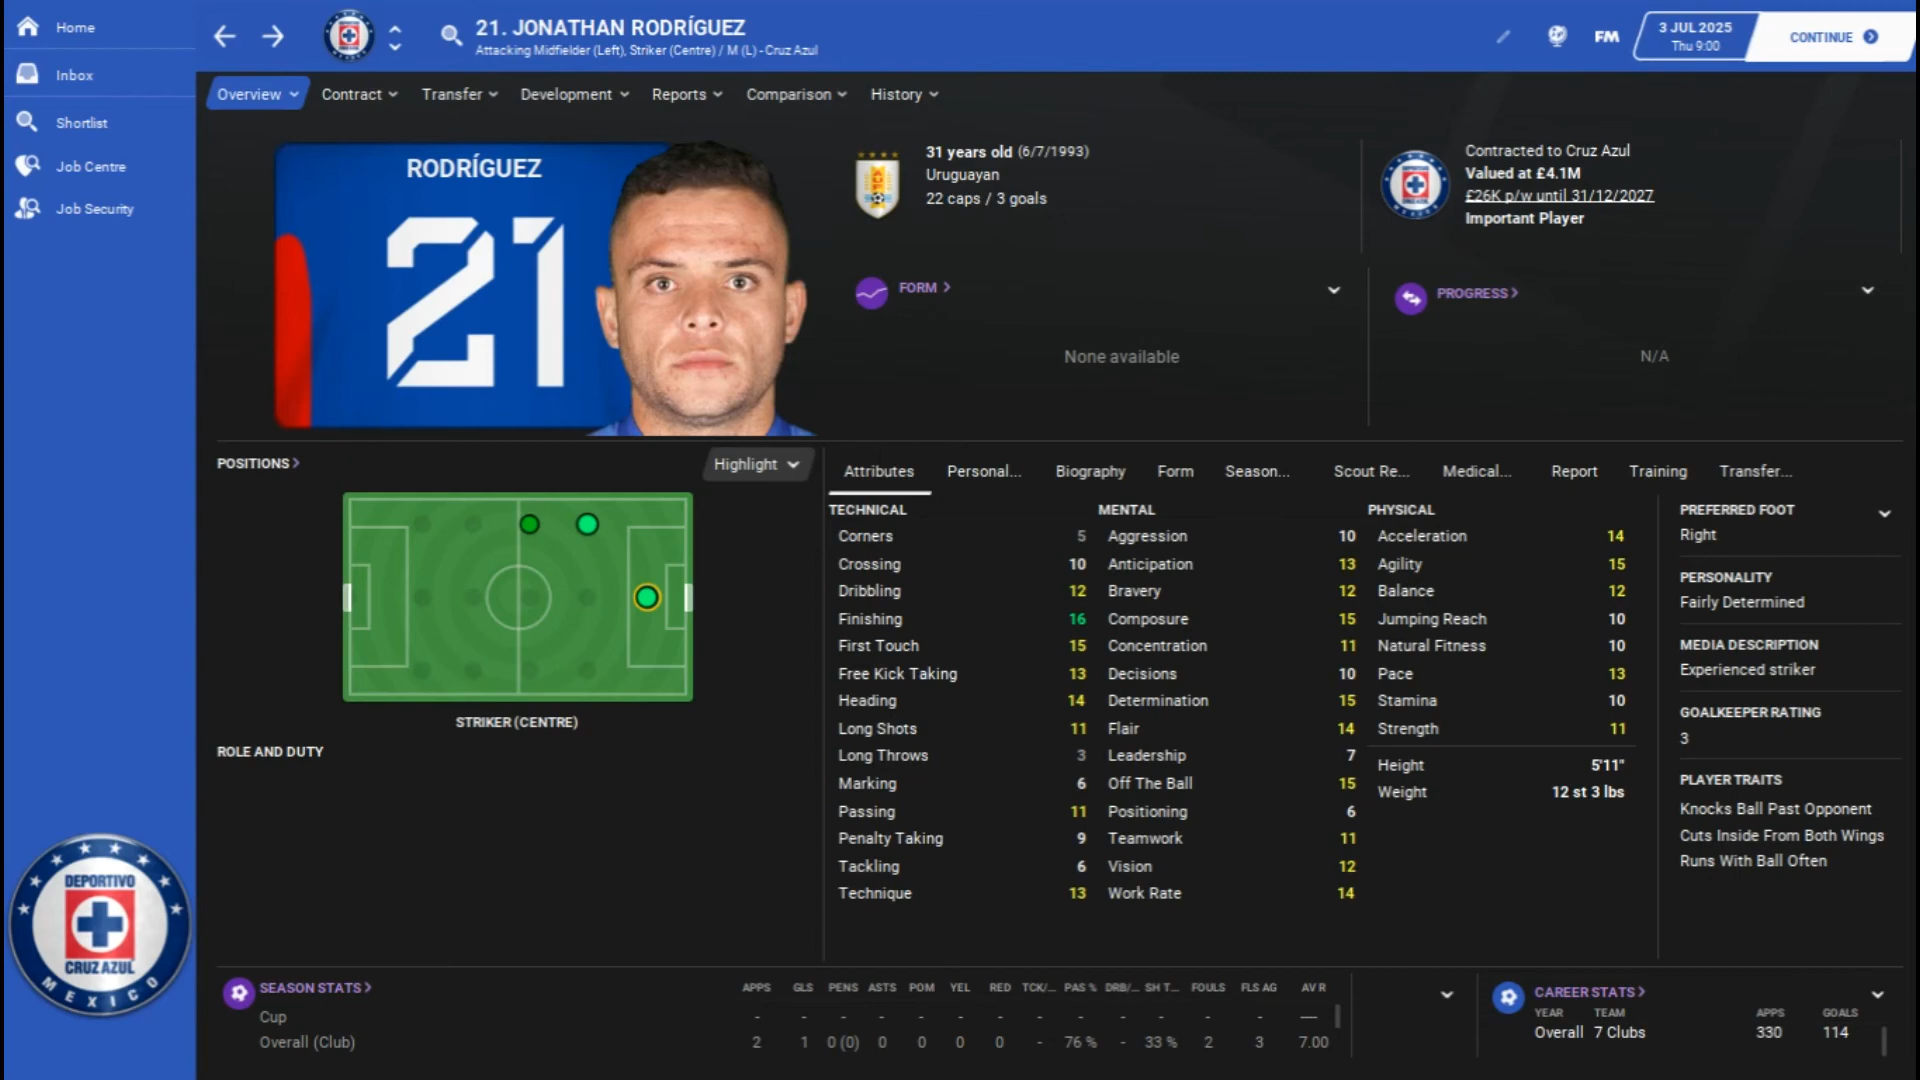 Home
Inbox
Shortlist
Job Centre
Job Security
21. JONATHAN RODRÍGUEZ
Attacking Midfielder (Left), Striker (Centre) / M (L) - Cruz Azul
FM
3 JUL 2025
Thu 9:00
CONTINUE
Overview
Contract
Transfer
Development
Reports
Comparison
History
RODRÍGUEZ
21
31 years old (6/7/1993)
Uruguayan
22 caps / 3 goals
Contracted to Cruz Azul
Valued at £4.1M
£26K p/w until 31/12/2027
Important Player
FORM
None available
PROGRESS
N/A
POSITIONS
Highlight
STRIKER (CENTRE)
ROLE AND DUTY
Attributes Personal... Biography Form Season... Scout Re... Medical... Report Training Transfer...
TECHNICAL
Corners 5
Crossing 10
Dribbling 12
Finishing 16
First Touch 15
Free Kick Taking 13
Heading 14
Long Shots 11
Long Throws 3
Marking 6
Passing 11
Penalty Taking 9
Tackling 6
Technique 13
MENTAL
Aggression 10
Anticipation 13
Bravery 12
Composure 15
Concentration 11
Decisions 10
Determination 15
Flair 14
Leadership 7
Off The Ball 15
Positioning 6
Teamwork 11
Vision 12
Work Rate 14
PHYSICAL
Acceleration 14
Agility 15
Balance 12
Jumping Reach 10
Natural Fitness 10
Pace 13
Stamina 10
Strength 11
Height 5'11"
Weight 12 st 3 lbs
PREFERRED FOOT
Right
PERSONALITY
Fairly Determined
MEDIA DESCRIPTION
Experienced striker
GOALKEEPER RATING
3
PLAYER TRAITS
Knocks Ball Past Opponent
Cuts Inside From Both Wings
Runs With Ball Often
DEPORTIVO
CRUZ AZUL
MEXICO
SEASON STATS
APPS GLS PENS ASTS POM YEL RED TCK/... PAS % DRB/... SH T... FOULS FLS AG AV R
Cup - - - - - - - - - - - - - —
Overall (Club) 2 1 0 (0) 0 0 0 0 - 76 % - 33 % 2 3 7.00
CAREER STATS
YEAR TEAM APPS GOALS
Overall 7 Clubs 330 114